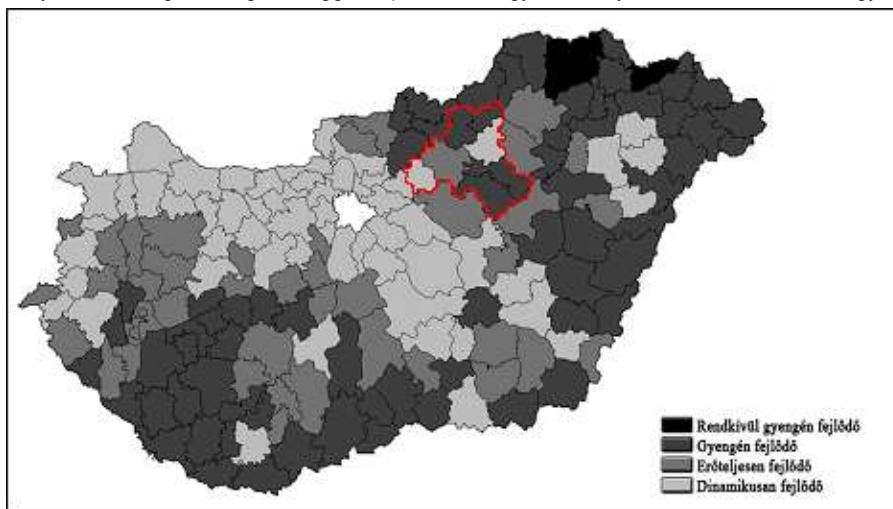 Rendkívül gyengén fejlődő
Gyengén fejlődő
Erőteljesen fejlődő
Dinamikusan fejlődő